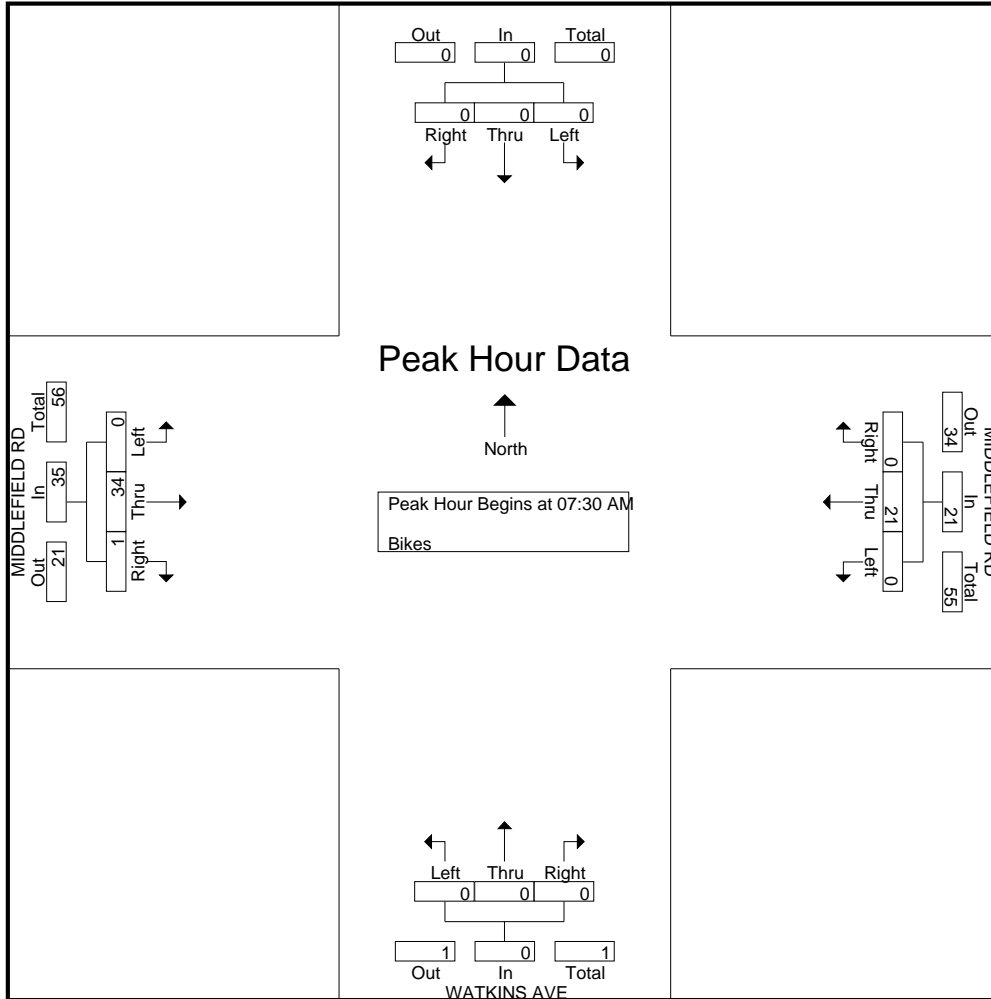 Out In Total
0 0 0
0 0 0
Right Thru Left
Peak Hour Data
North
Peak Hour Begins at 07:30 AM
Bikes
MIDDLEFIELD RD
Out In Total
21 35 56
1 34 0
Right Thru Left
MIDDLEFIELD RD
Out In Total
34 21 55
0 21 0
Right Thru Left
Left Thru Right
0 0 0
1 0 1
Out In Total
WATKINS AVE